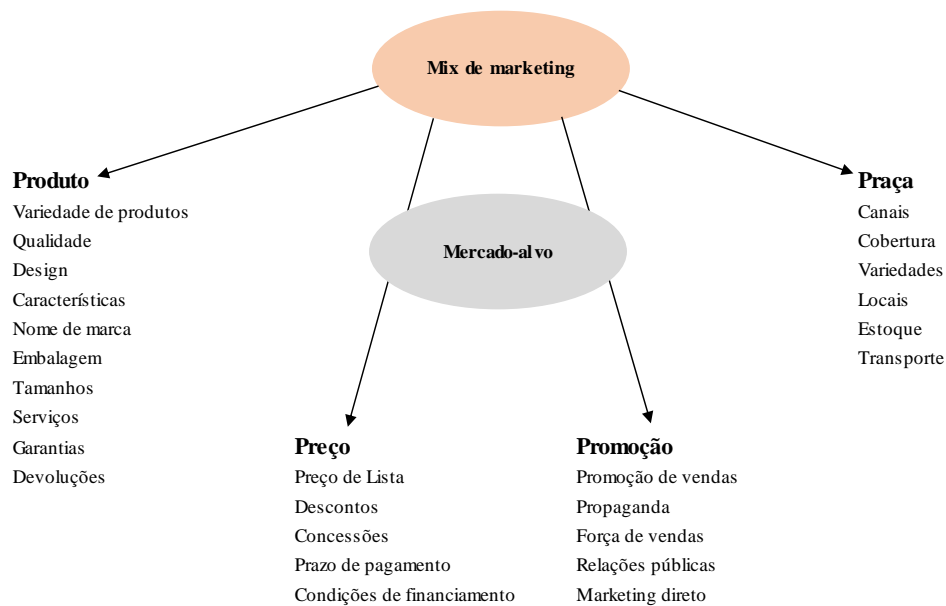 Mix de marketing
Mercado-alvo
Produto
Variedade de produtos
Qualidade
Design
Características
Nome de marca
Embalagem
Tamanhos
Serviços
Garantias
Devoluções
Preço
Preço de Lista
Descontos
Concessões
Prazo de pagamento
Condições de financiamento
Promoção
Promoção de vendas
Propaganda
Força de vendas
Relações públicas
Marketing direto
Praça
Canais
Cobertura
Variedades
Locais
Estoque
Transporte